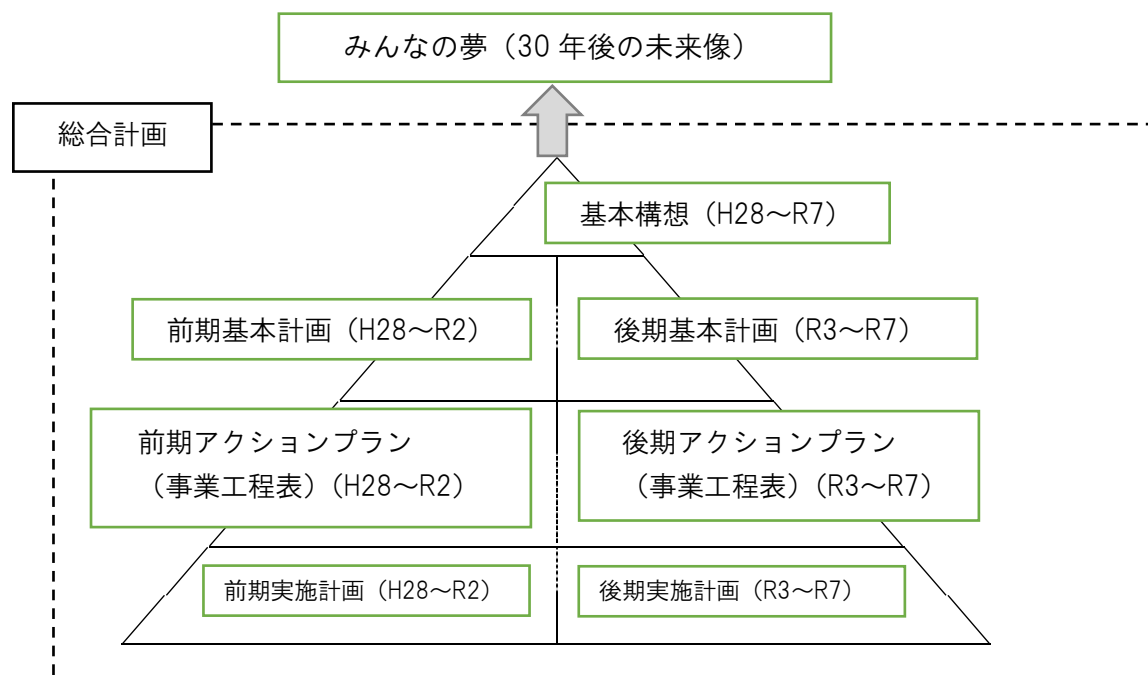 みんなの夢（30年後の未来像）
総合計画
基本構想（H28～R7）
前期基本計画（H28～R2）
後期基本計画（R3～R7）
前期アクションプラン
（事業工程表）（H28～R2）
後期アクションプラン
（事業工程表）（R3～R7）
前期実施計画（H28～R2）
後期実施計画（R3～R7）